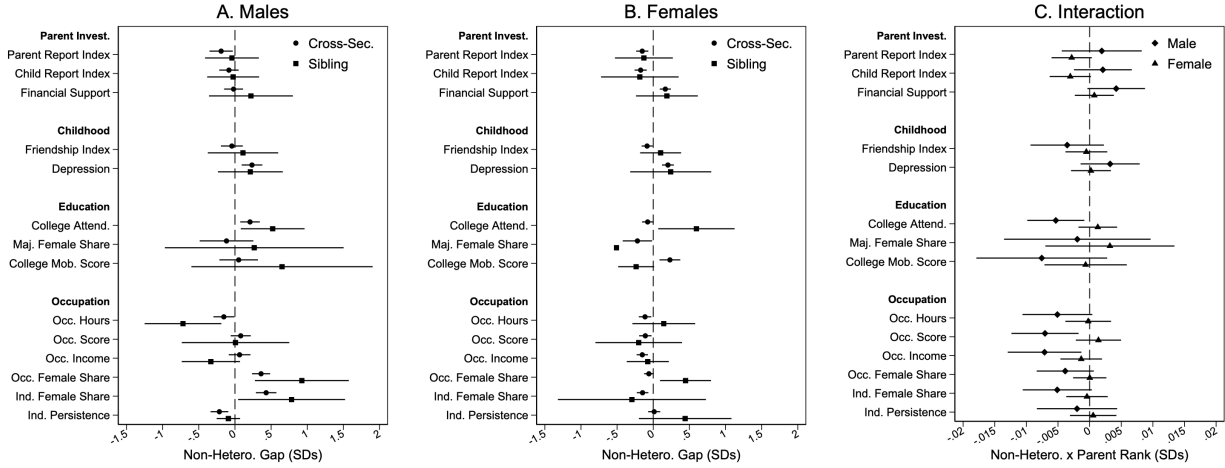 A. Males
Parent Invest.
Parent Report Index
Child Report Index
Financial Support
Childhood
Friendship Index
Depression
Education
College Attend.
Maj. Female Share
College Mob. Score
Occupation
Occ. Hours
Occ. Score
Occ. Income
Occ. Female Share
Ind. Female Share
Ind. Persistence
Cross-Sec.
Sibling
-1.5 -1 -.5 0 .5 1 1.5 2
Non-Hetero. Gap (SDs)
B. Females
Parent Invest.
Parent Report Index
Child Report Index
Financial Support
Childhood
Friendship Index
Depression
Education
College Attend.
Maj. Female Share
College Mob. Score
Occupation
Occ. Hours
Occ. Score
Occ. Income
Occ. Female Share
Ind. Female Share
Ind. Persistence
Cross-Sec.
Sibling
-1.5 -1 -.5 0 .5 1 1.5 2
Non-Hetero. Gap (SDs)
C. Interaction
Parent Invest.
Parent Report Index
Child Report Index
Financial Support
Childhood
Friendship Index
Depression
Education
College Attend.
Maj. Female Share
College Mob. Score
Occupation
Occ. Hours
Occ. Score
Occ. Income
Occ. Female Share
Ind. Female Share
Ind. Persistence
Male
Female
-.02 -.015 -.01 -.005 0 .005 .01 .015 .02
Non-Hetero. x Parent Rank (SDs)